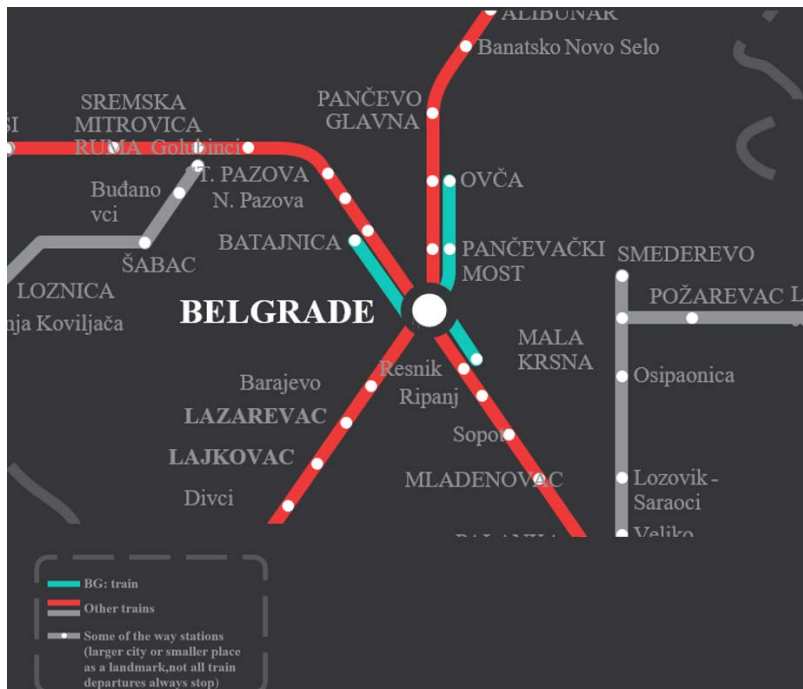 ALIBUNAR
Banatsko Novo Selo
PANČEVO
GLAVNA
SREMSKA
MITROVICA
RUMA Golubinci
T. PAZOVA
N. Pazova
Buđano
vci
BATAJNICA
OVČA
PANČEVAČKI
MOST
SMEDEREVO
ŠABAC
LOZNICA
POŽAREVAC L
nja Koviljača
BELGRADE
MALA
KRSNA
Resnik
Barajevo
Ripanj
Osipaonica
LAZAREVAC
Sopot
LAJKOVAC
MLADENOVAC
Divci
Lozovik-
Saraoci
Veliko
BG: train
Other trains
Some of the way stations
(larger city or smaller place
as a landmark,not all train
departures always stop)